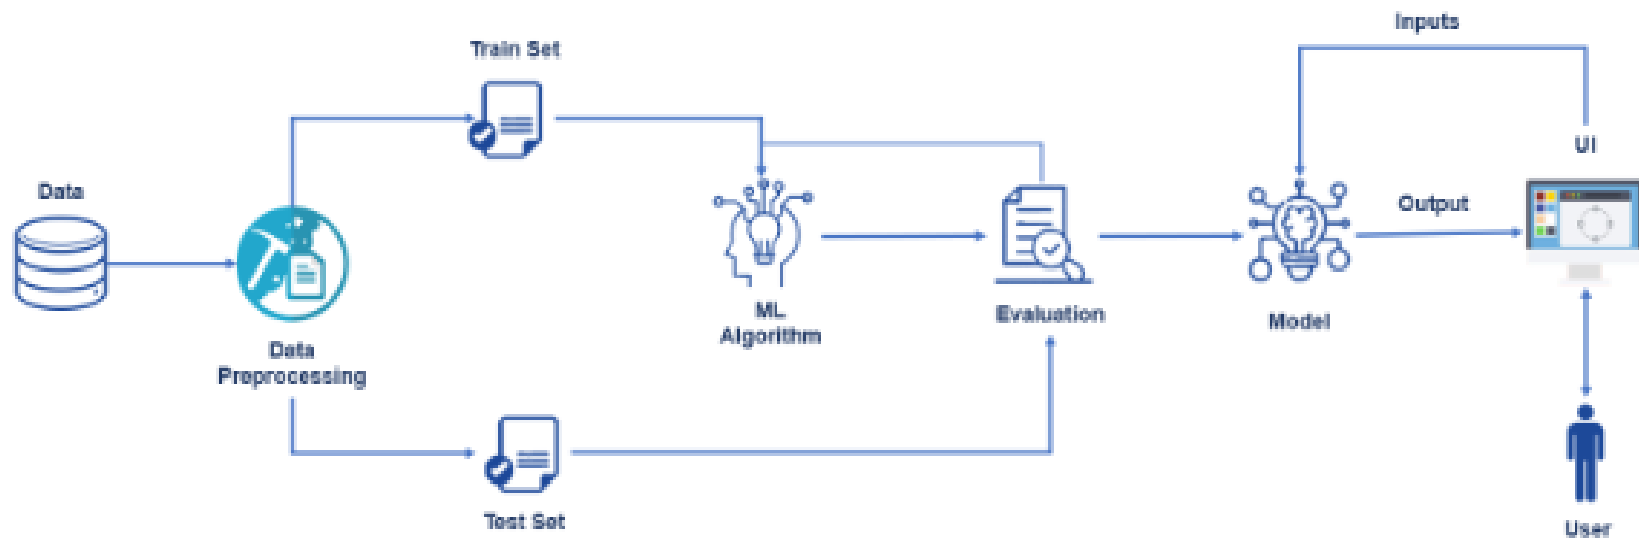 Inputs
Train Set
UI
Data
Output
ML
Algorithm
Evaluation
Model
Data
Preprocessing
Test Set
User